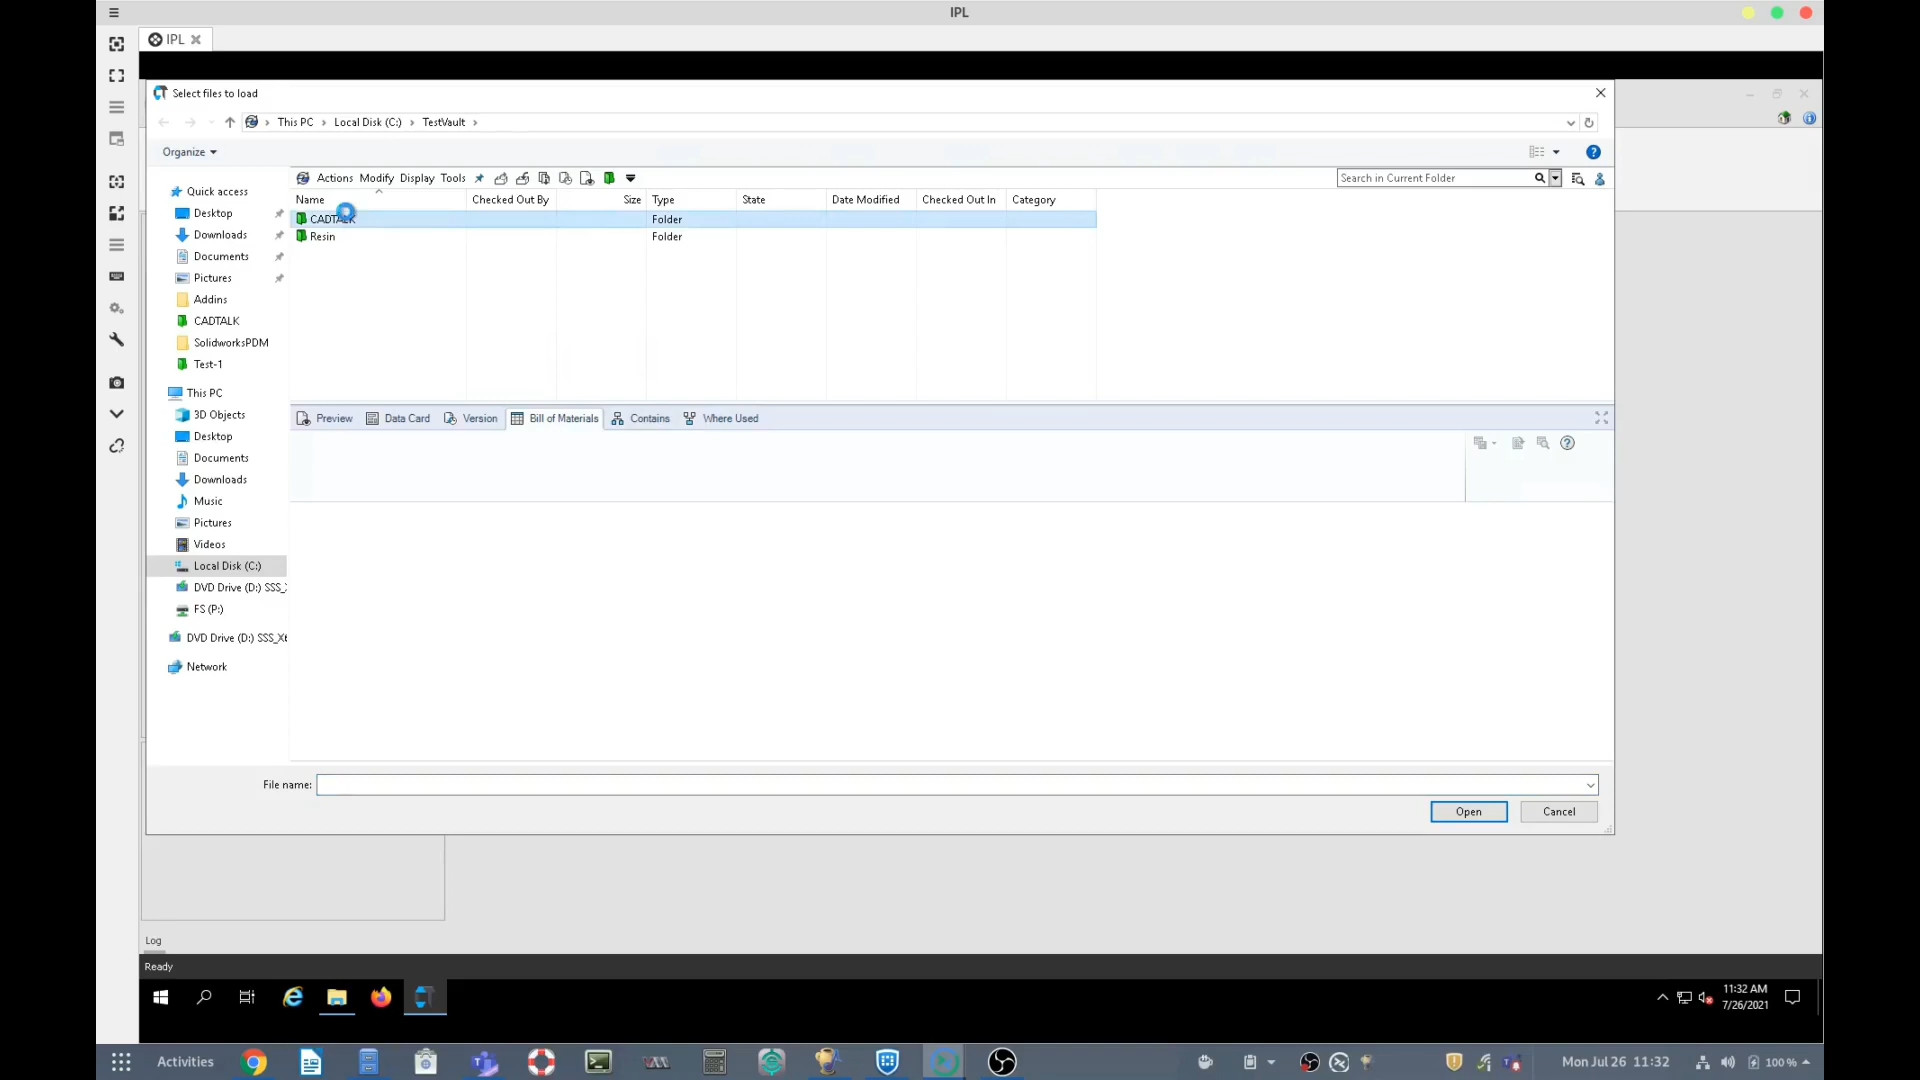 IPL
IPL
Select files to load
This PC > Local Disk (C:) > TestVault >
Organize
Actions Modify Display Tools
Search in Current Folder
Name Checked Out By Size Type State Date Modified Checked Out In Category
CADTALK Folder
Resin Folder
Quick access
Desktop
Downloads
Documents
Pictures
Addins
CADTALK
SolidworksPDM
Test-1
This PC
3D Objects
Desktop
Documents
Downloads
Music
Pictures
Videos
Local Disk (C:)
DVD Drive (D:) SSS_
FS (P:)
DVD Drive (D:) SSS_X6
Network
Preview Data Card Version Bill of Materials Contains Where Used
File name:
Open Cancel
Log
Ready
11:32 AM
7/26/2021
Activities
Mon Jul 26 11:32
100 %